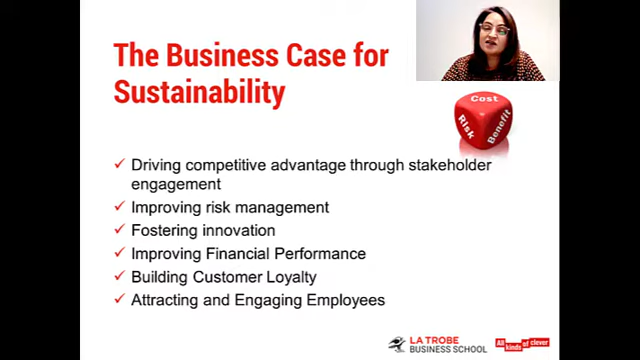 The Business Case for
Sustainability
Cost
Risk
Benefit
✓ Driving competitive advantage through stakeholder
engagement
✓ Improving risk management
✓ Fostering innovation
✓ Improving Financial Performance
✓ Building Customer Loyalty
✓ Attracting and Engaging Employees
LA TROBE
BUSINESS SCHOOL
All
kinds of clever